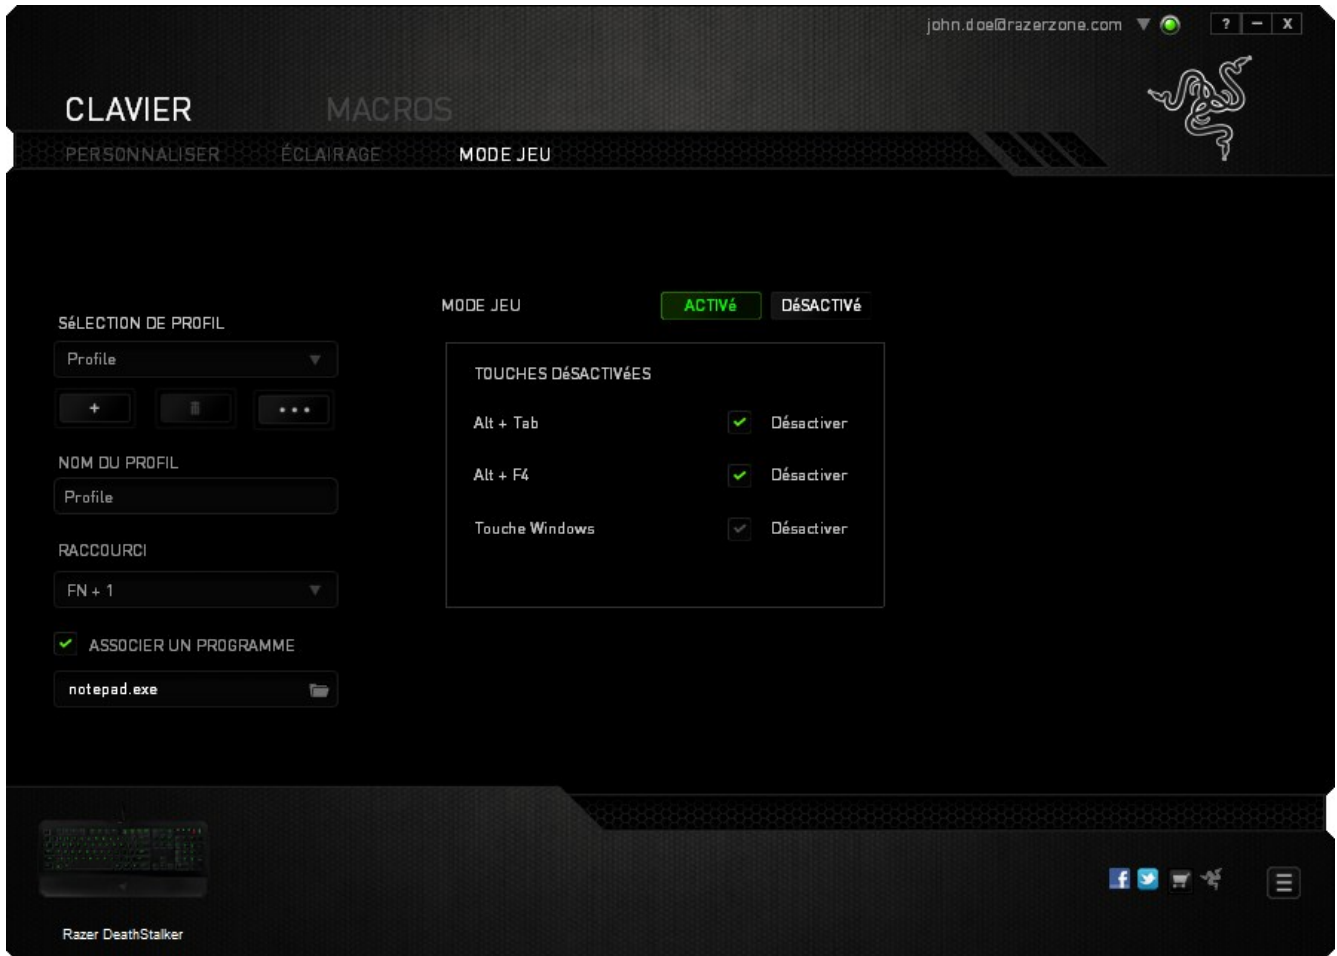 john.doe@razerzone.com
? – X
CLAVIER MACROS
PERSONNALISER ÉCLAIRAGE MODE JEU
SéLECTION DE PROFIL
Profile
+ •••
NOM DU PROFIL
Profile
RACCOURCI
FN + 1
ASSOCIER UN PROGRAMME
notepad.exe
MODE JEU ACTIVé DéSACTIVé
TOUCHES DéSACTIVéES
Alt + Tab Désactiver
Alt + F4 Désactiver
Touche Windows Désactiver
Razer DeathStalker